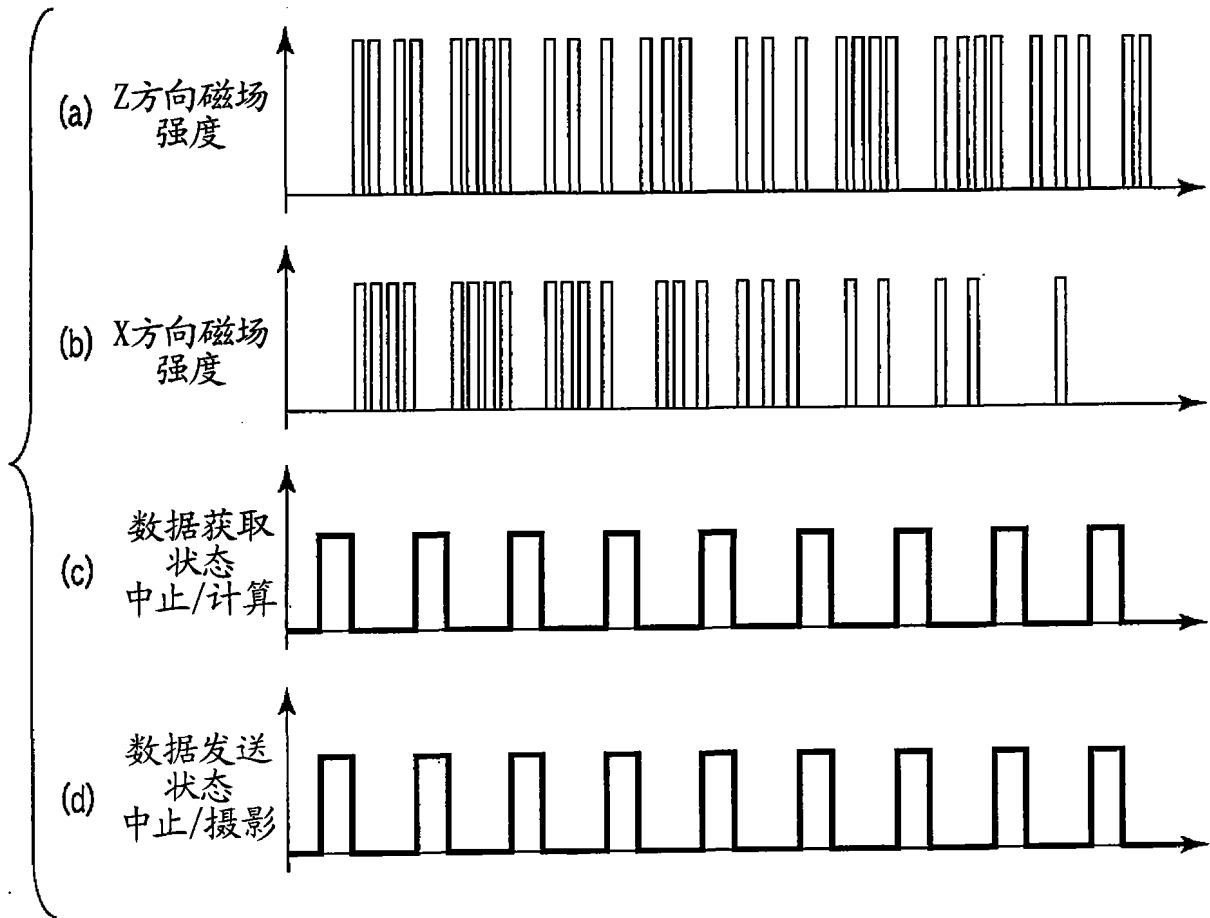 (a) Z方向磁场
强度
(b) X方向磁场
强度
数据获取
状态
(c) 中止/计算
数据发送
状态
(d) 中止/摄影